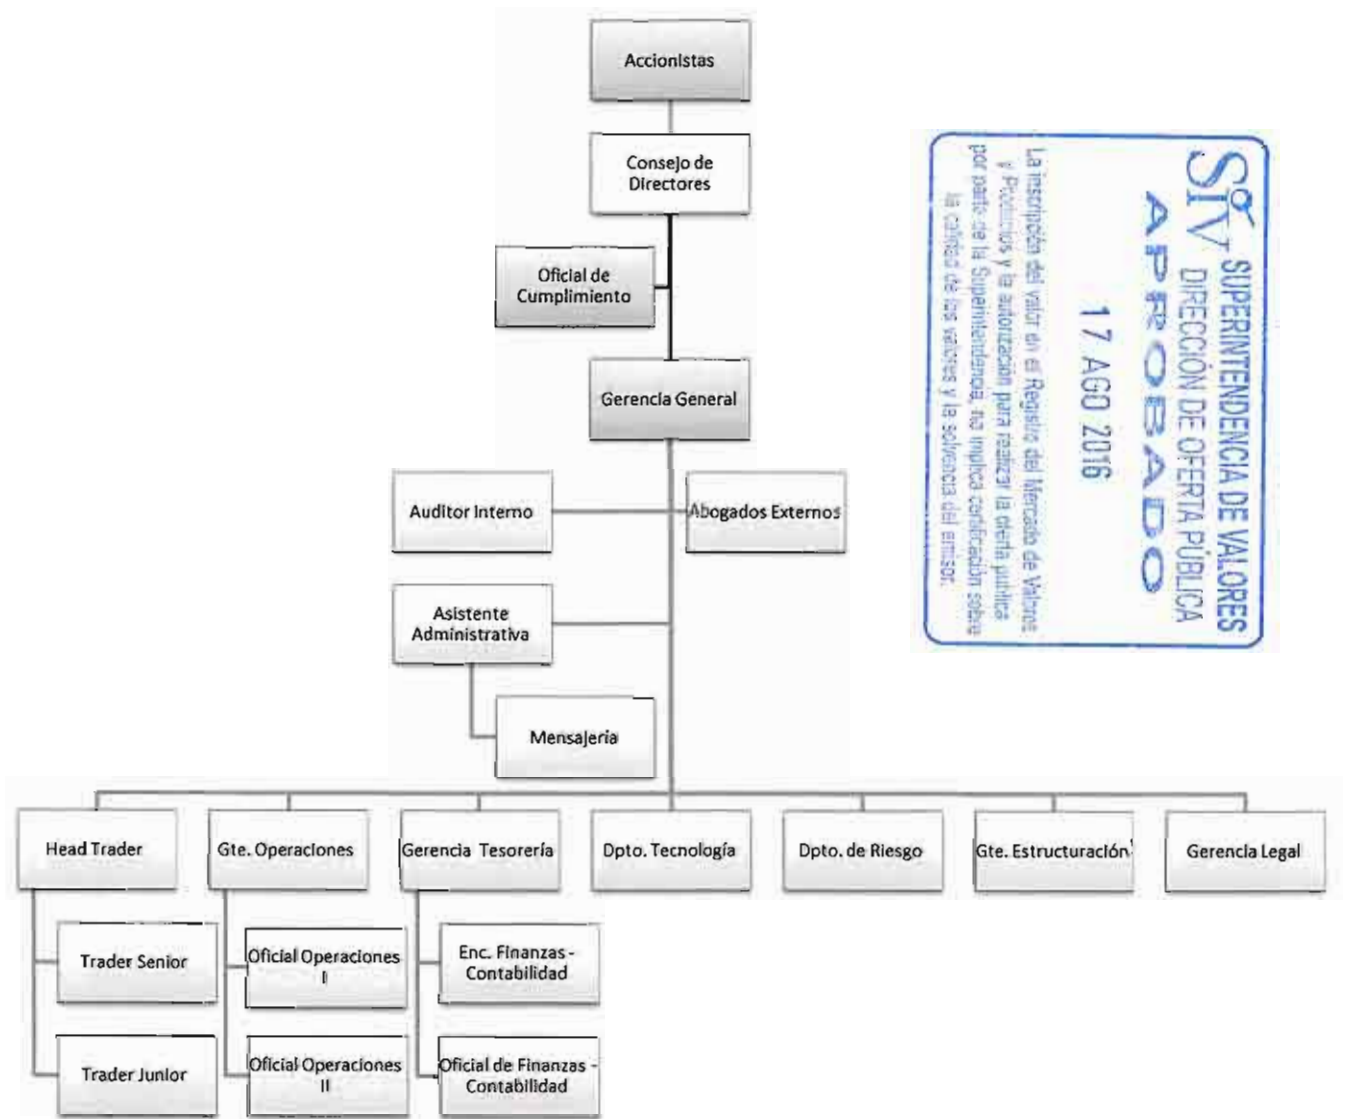 Accionistas
Consejo de
Directores
Oficial de
Cumplimiento
Gerencia General
Auditor Interno
Abogados Externos
Asistente
Administrativa
Mensajería
Head Trader
Gte. Operaciones
Gerencia Tesorería
Dpto. Tecnología
Dpto. de Riesgo
Gte. Estructuración
Gerencia Legal
Trader Senior
Oficial Operaciones
I
Enc. Finanzas -
Contabilidad
Trader Junior
Oficial Operaciones
II
Oficial de Finanzas -
Contabilidad
SIV SUPERINTENDENCIA DE VALORES
DIRECCIÓN DE OFERTA PÚBLICA
APROBADO
17 AGO 2016
La inscripción del valor en el Registro del Mercado de Valores
y Productos y la autorización para realizar la oferta pública
por parte de la Superintendencia, no implica certificación sobre
la calidad de los valores y la solvencia del emisor.